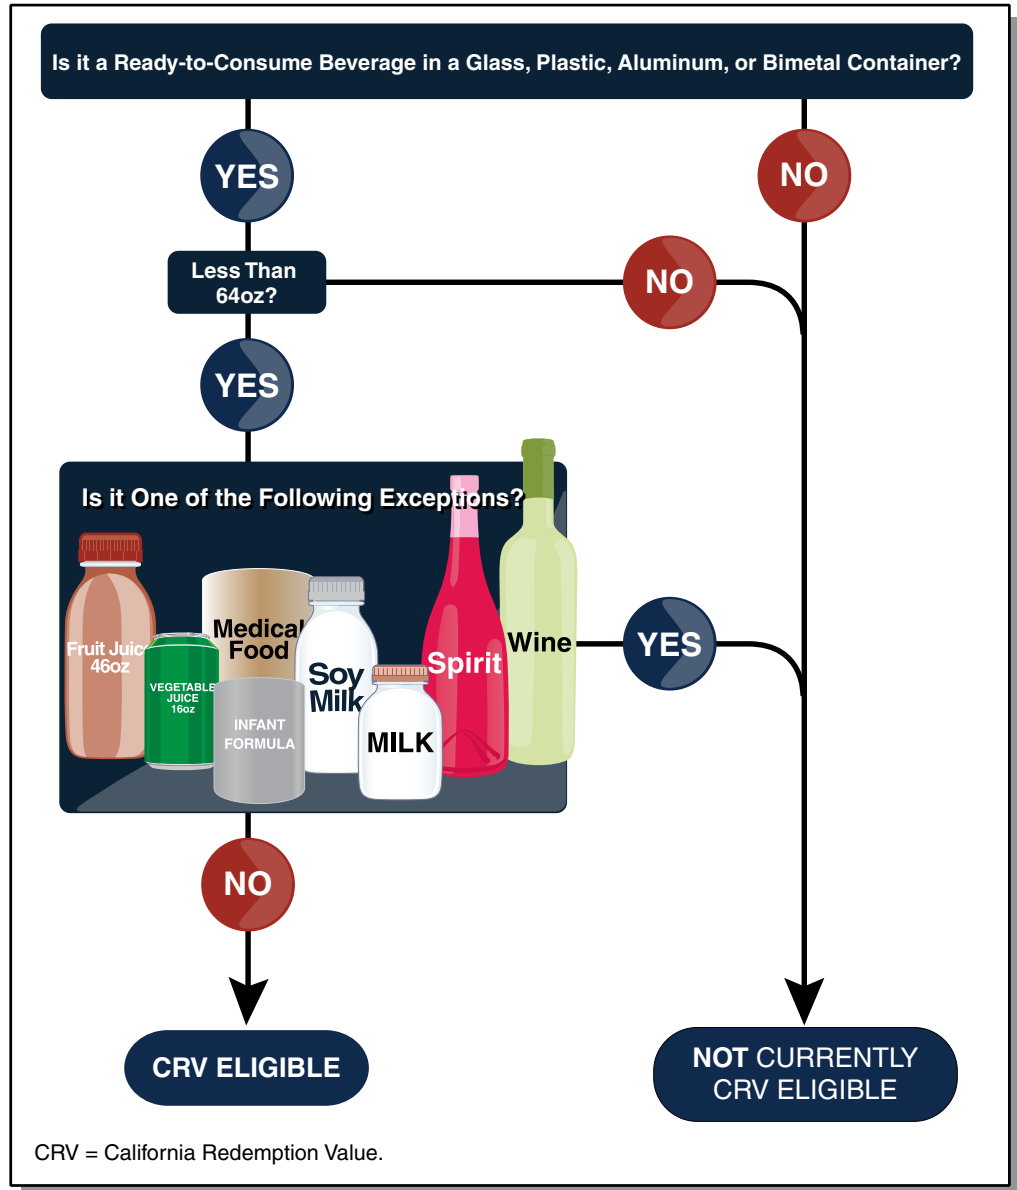 Is it a Ready-to-Consume Beverage in a Glass, Plastic, Aluminum, or Bimetal Container?
YES
NO
Less Than
64oz?
NO
YES
Is it One of the Following Exceptions?
Fruit Juic
46oz
VEGETABLE
JUICE
16oz
Medical
Food
INFANT
FORMULA
Soy
Milk
MILK
Spirit
Wine
YES
NO
CRV ELIGIBLE
NOT CURRENTLY
CRV ELIGIBLE
CRV = California Redemption Value.